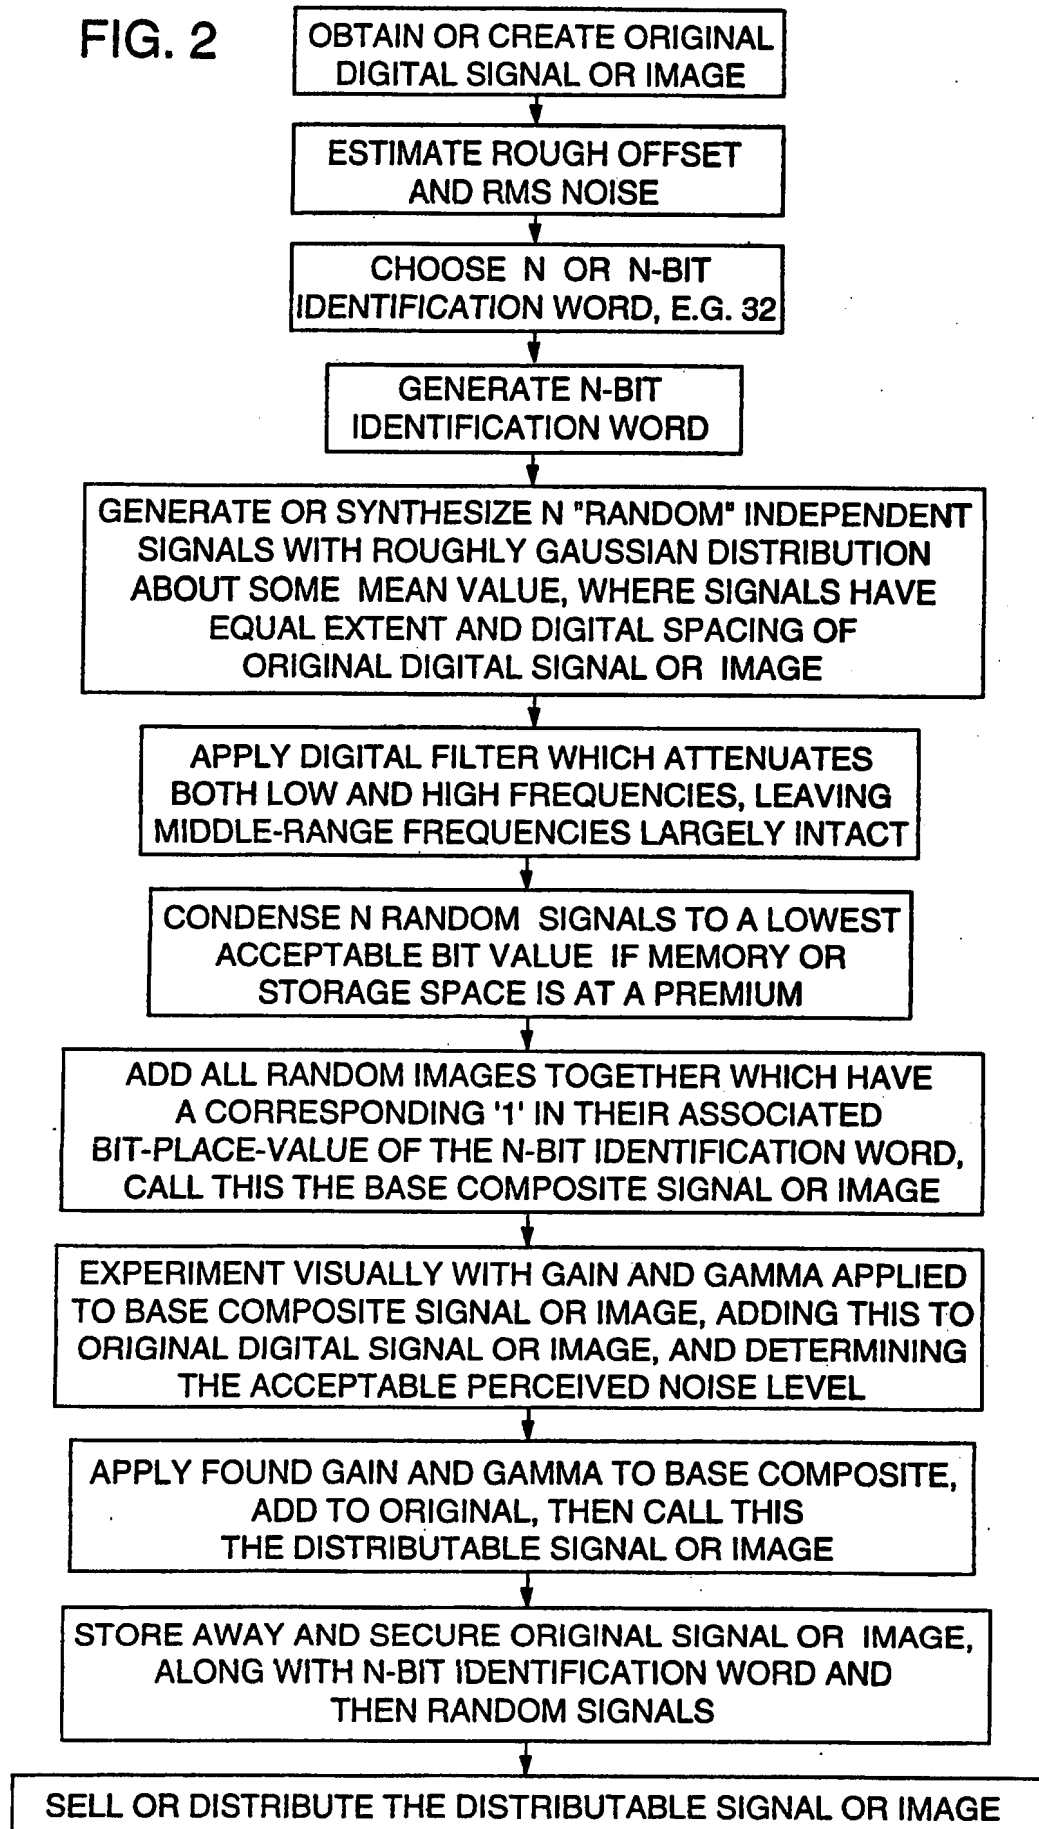 FIG. 2
OBTAIN OR CREATE ORIGINAL
DIGITAL SIGNAL OR IMAGE
ESTIMATE ROUGH OFFSET
AND RMS NOISE
CHOOSE N OR N-BIT
IDENTIFICATION WORD, E.G. 32
GENERATE N-BIT
IDENTIFICATION WORD
GENERATE OR SYNTHESIZE N "RANDOM" INDEPENDENT
SIGNALS WITH ROUGHLY GAUSSIAN DISTRIBUTION
ABOUT SOME MEAN VALUE, WHERE SIGNALS HAVE
EQUAL EXTENT AND DIGITAL SPACING OF
ORIGINAL DIGITAL SIGNAL OR IMAGE
APPLY DIGITAL FILTER WHICH ATTENUATES
BOTH LOW AND HIGH FREQUENCIES, LEAVING
MIDDLE-RANGE FREQUENCIES LARGELY INTACT
CONDENSE N RANDOM SIGNALS TO A LOWEST
ACCEPTABLE BIT VALUE IF MEMORY OR
STORAGE SPACE IS AT A PREMIUM
ADD ALL RANDOM IMAGES TOGETHER WHICH HAVE
A CORRESPONDING '1' IN THEIR ASSOCIATED
BIT-PLACE-VALUE OF THE N-BIT IDENTIFICATION WORD,
CALL THIS THE BASE COMPOSITE SIGNAL OR IMAGE
EXPERIMENT VISUALLY WITH GAIN AND GAMMA APPLIED
TO BASE COMPOSITE SIGNAL OR IMAGE, ADDING THIS TO
ORIGINAL DIGITAL SIGNAL OR IMAGE, AND DETERMINING
THE ACCEPTABLE PERCEIVED NOISE LEVEL
APPLY FOUND GAIN AND GAMMA TO BASE COMPOSITE,
ADD TO ORIGINAL, THEN CALL THIS
THE DISTRIBUTABLE SIGNAL OR IMAGE
STORE AWAY AND SECURE ORIGINAL SIGNAL OR IMAGE,
ALONG WITH N-BIT IDENTIFICATION WORD AND
THEN RANDOM SIGNALS
SELL OR DISTRIBUTE THE DISTRIBUTABLE SIGNAL OR IMAGE